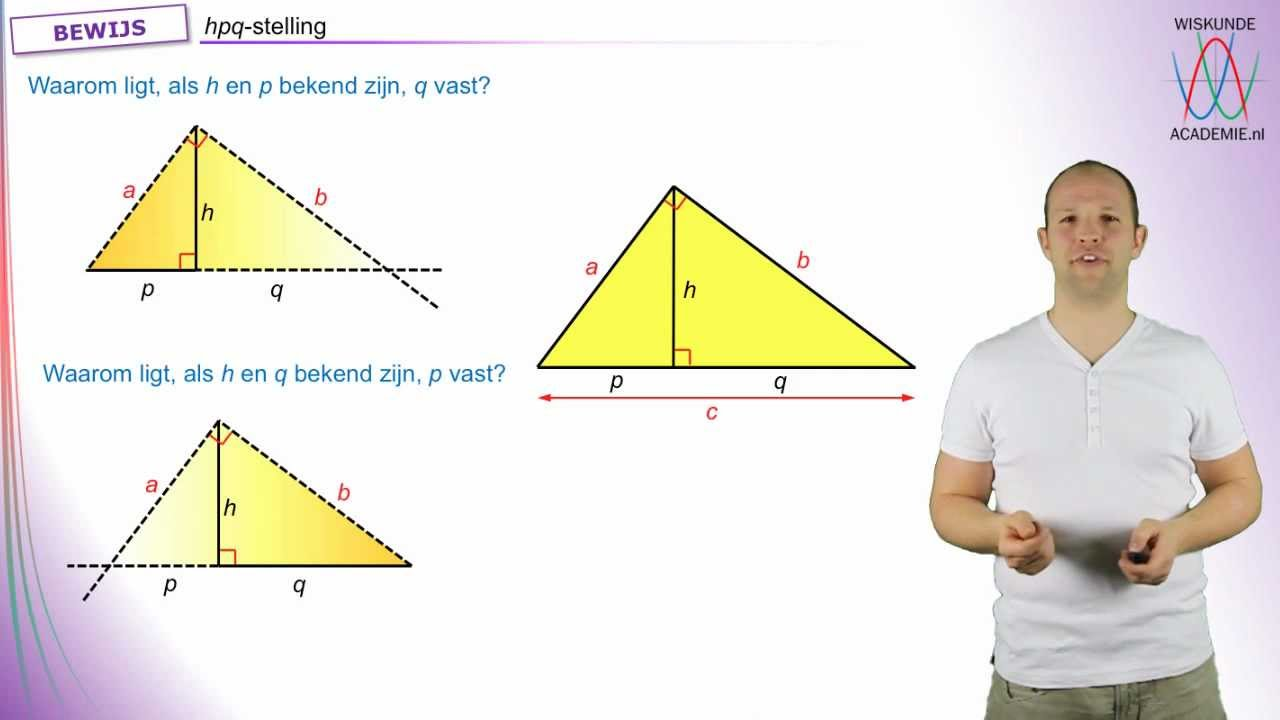 BEWIJS
hpq-stelling
WISKUNDE
ACADEMIE.nl
Waarom ligt, als h en p bekend zijn, q vast?
a
b
h
p
q
a
b
h
p
q
c
Waarom ligt, als h en q bekend zijn, p vast?
a
b
h
p
q